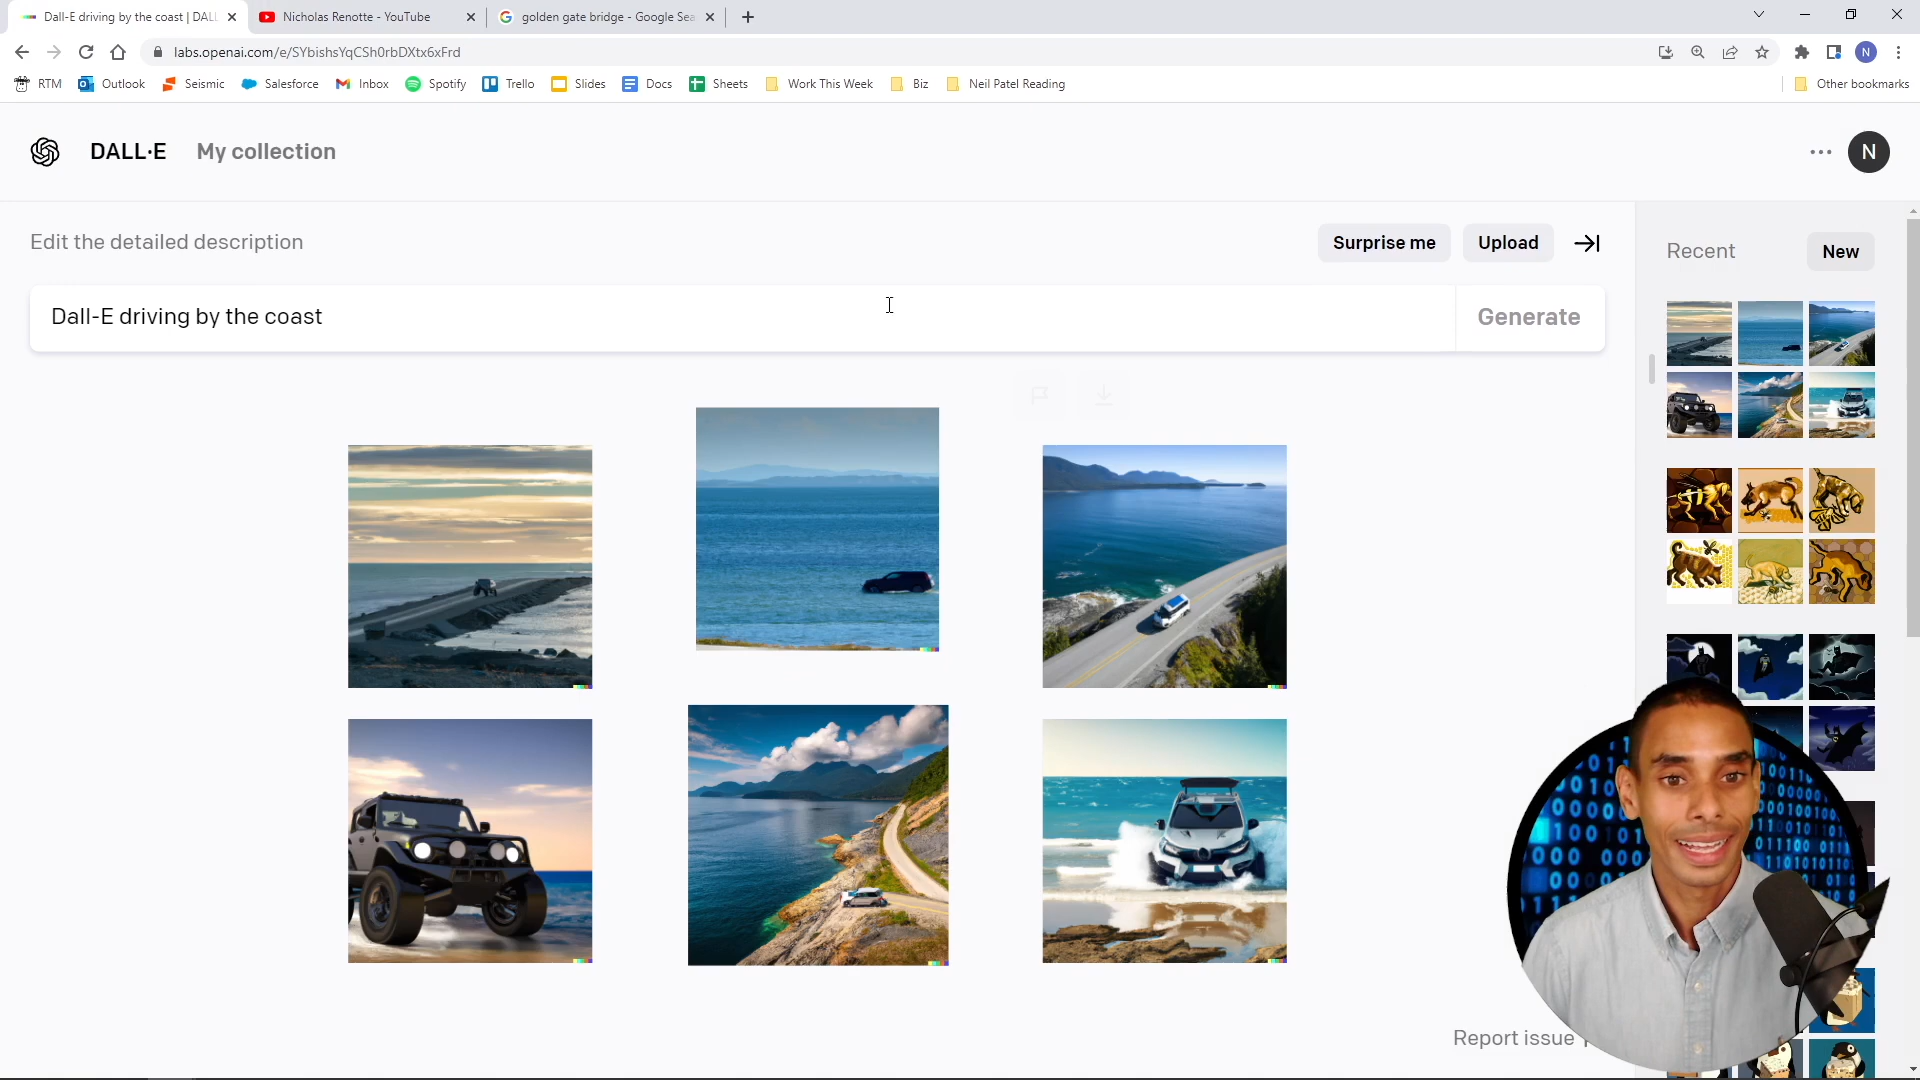 Dall-E driving by the coast | DALL
Nicholas Renotte - YouTube
golden gate bridge - Google Sea
labs.openai.com/e/SYbishsYqCSh0rbDXtx6xFrd
N
RTM
Outlook
Seismic
Salesforce
Inbox
Spotify
Trello
Slides
Docs
Sheets
Work This Week
Biz
Neil Patel Reading
Other bookmarks
DALL·E
My collection
N
Edit the detailed description
Surprise me
Upload
Recent
New
Dall-E driving by the coast
Generate
Report issue